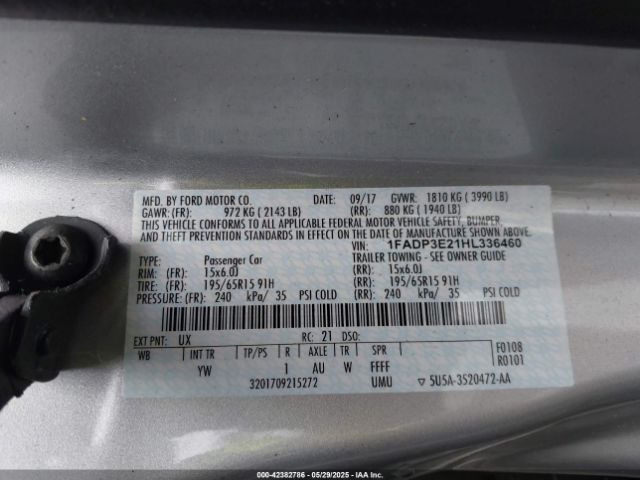 MFD. BY FORD MOTOR CO. DATE: 09/17 GVWR: 1810 KG ( 3990 LB)
GAWR: (FR): 972 KG ( 2143 LB) (RR): 880 KG ( 1940 LB)
THIS VEHICLE CONFORMS TO ALL APPLICABLE FEDERAL MOTOR VEHICLE SAFETY, BUMPER,
AND THEFT PREVENTION STANDARDS IN EFFECT ON THE DATE OF MANUFACTURE SHOWN ABOVE.
VIN: 1FADP3E21HL336460
TYPE: Passenger Car TRAILER TOWING - SEE OWNER GUIDE
RIM: (FR): 15x6.0J (RR): 15x6.0J
TIRE: (FR): 195/65R15 91H (RR): 195/65R15 91H
PRESSURE: (FR): 240 kPa/ 35 PSI COLD (RR): 240 kPa/ 35 PSI COLD
EXT PNT: UX RC: 21 DSO:
WB INT TR TP/PS R AXLE TR SPR F0108
YW 1 AU W FFFF R0101
3201709215272 UMU ▽ 5U5A-3520472-AA
000-42382786 - 05/29/2025 - IAA Inc.